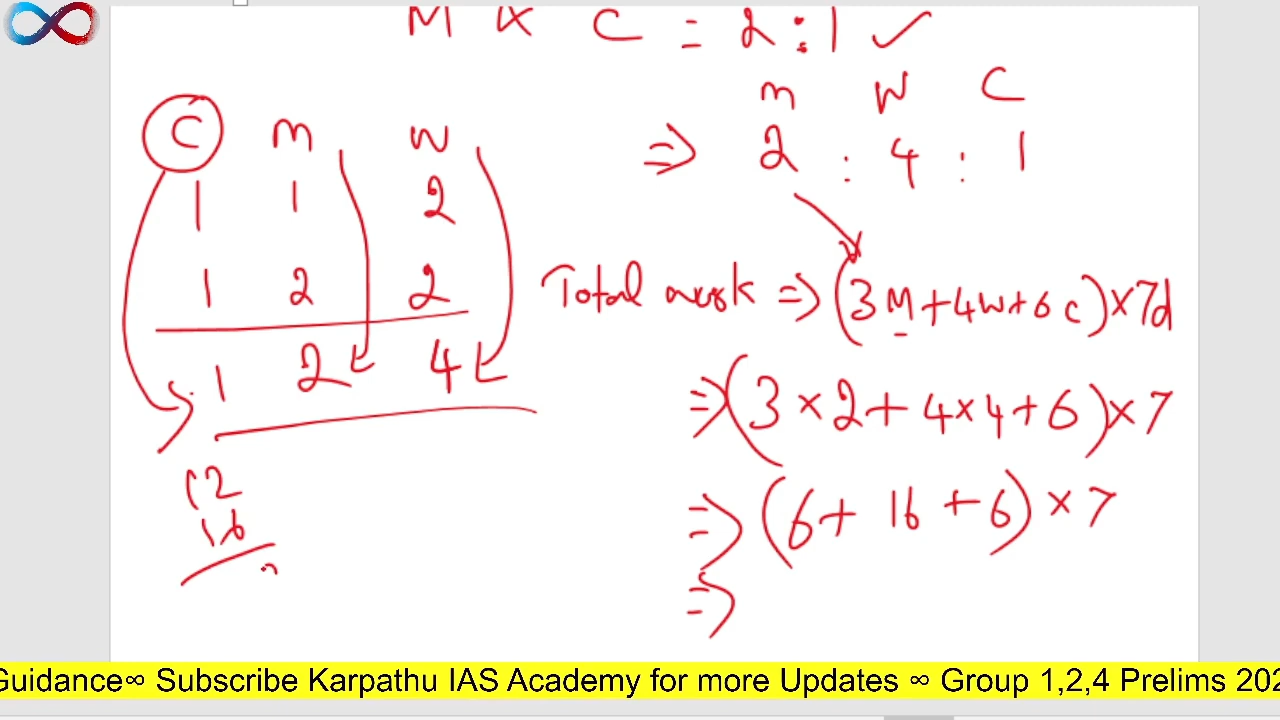 M & C = 2:1 ✓
C M W
1 1 2
1 2 2
1 2 4
12
16
M W C
⇒ 2 : 4 : 1
Total work ⇒ (3M+4W+6C)×7d
⇒ (3×2+4×4+6)×7
⇒ (6+16+6)×7
⇒
Guidance∞ Subscribe Karpathu IAS Academy for more Updates ∞ Group 1,2,4 Prelims 202